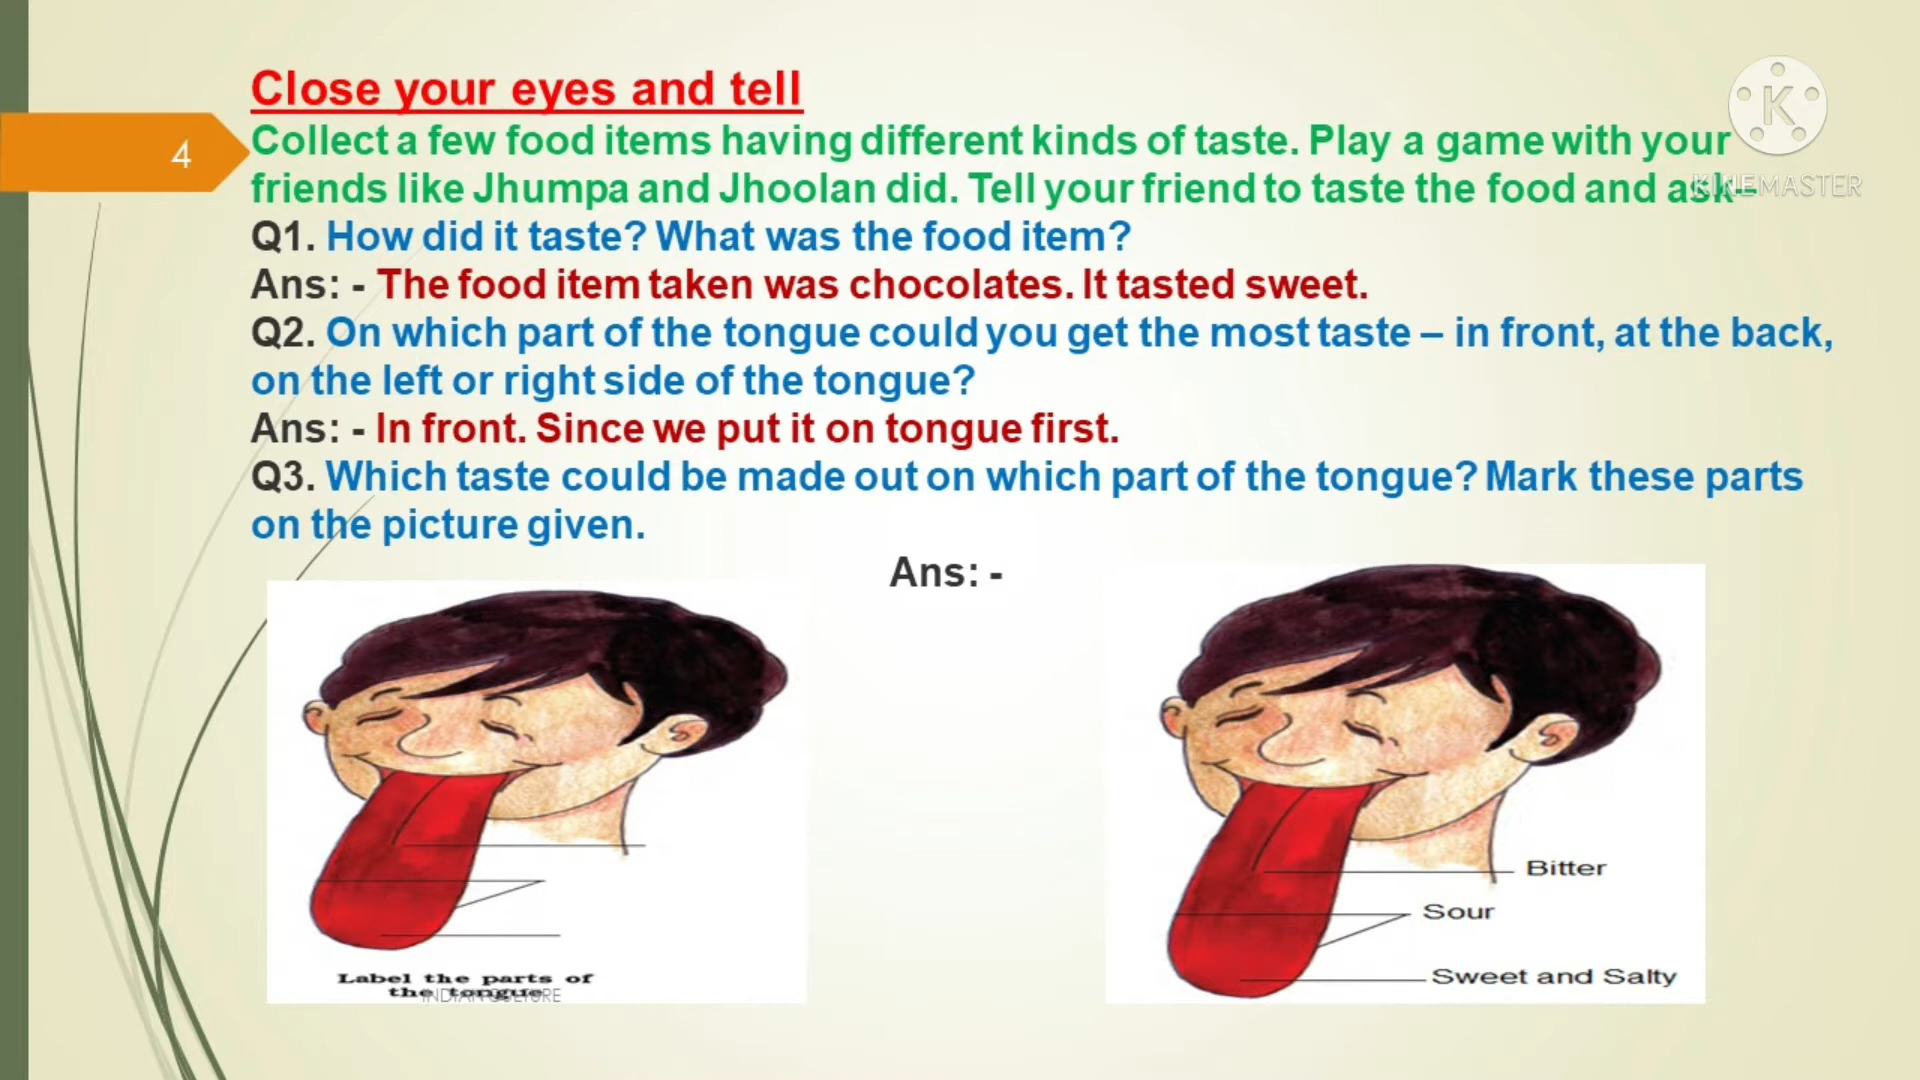 Close your eyes and tell
4
Collect a few food items having different kinds of taste. Play a game with your
friends like Jhumpa and Jhoolan did. Tell your friend to taste the food and ask–
K
KINEMASTER
Q1. How did it taste? What was the food item?
Ans: - The food item taken was chocolates. It tasted sweet.
Q2. On which part of the tongue could you get the most taste – in front, at the back,
on the left or right side of the tongue?
Ans: - In front. Since we put it on tongue first.
Q3. Which taste could be made out on which part of the tongue? Mark these parts
on the picture given.
Ans: -
Label the parts of
the tongue
INDIAN CULTURE
Bitter
Sour
Sweet and Salty